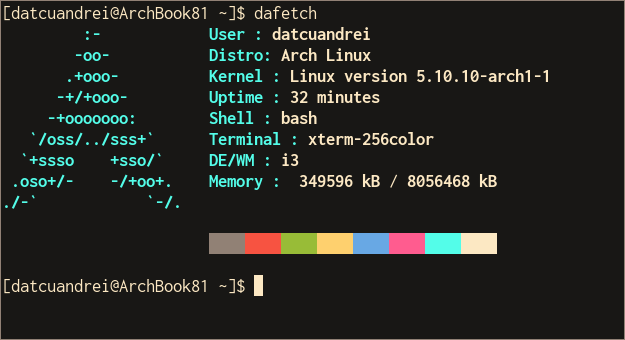 [datcuandrei@ArchBook81 ~]$ dafetch
         :-            User : datcuandrei
        -oo-           Distro: Arch Linux
       .+ooo-          Kernel : Linux version 5.10.10-arch1-1
      -+/+ooo-         Uptime : 32 minutes
     -+ooooooo:        Shell : bash
   `/oss/../sss+`      Terminal : xterm-256color
  `+ssso    +sso/`     DE/WM : i3
 .oso+/-    -/+oo+.    Memory :  349596 kB / 8056468 kB
./-`            `-/.
[datcuandrei@ArchBook81 ~]$